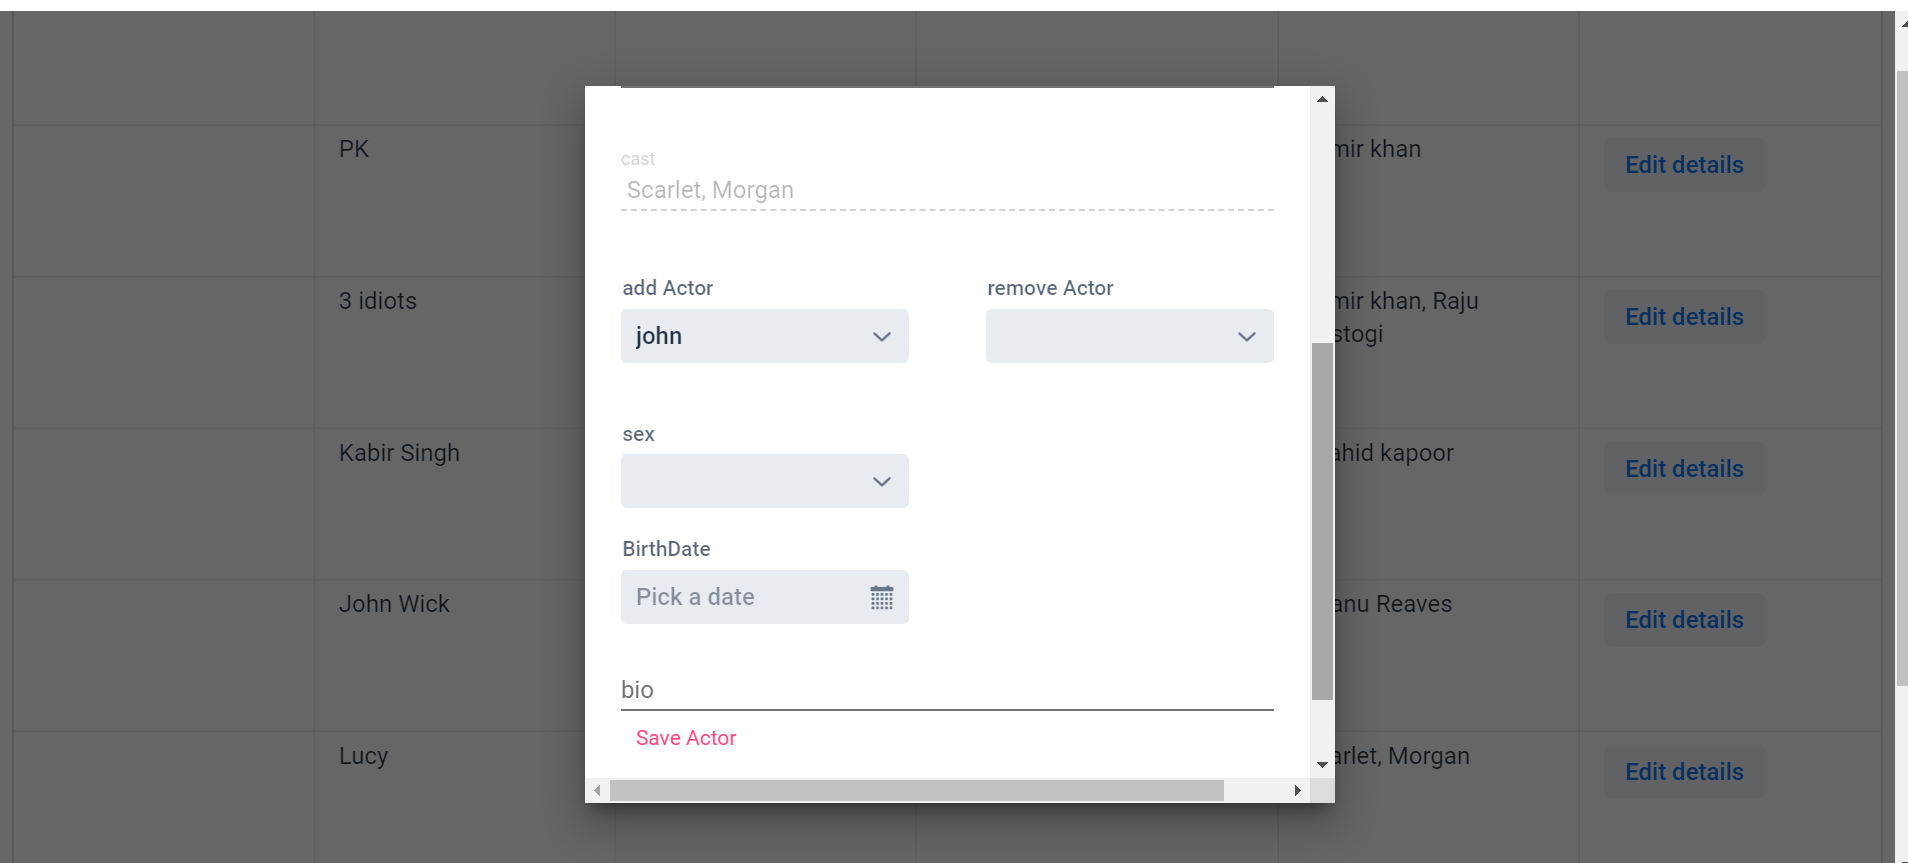 cast
Scarlet, Morgan
add Actor
remove Actor
john
sex
BirthDate
Pick a date
bio
Save Actor
PK
mir khan
Edit details
3 idiots
mir khan, Raju
stogi
Edit details
Kabir Singh
ahid kapoor
Edit details
John Wick
anu Reaves
Edit details
Lucy
arlet, Morgan
Edit details